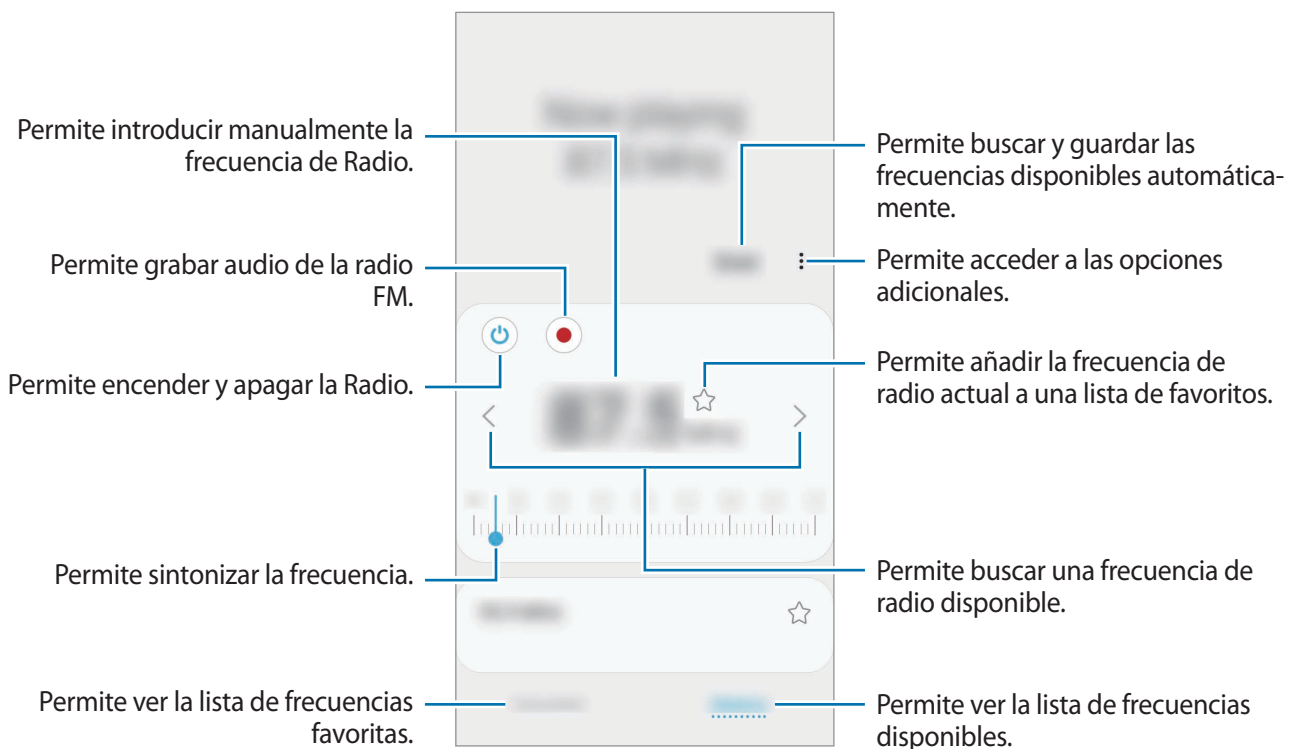 Permite introducir manualmente la
frecuencia de Radio.
Permite grabar audio de la radio
FM.
Permite encender y apagar la Radio.
Permite sintonizar la frecuencia.
Permite ver la lista de frecuencias
favoritas.
Permite buscar y guardar las
frecuencias disponibles automática-
mente.
Permite acceder a las opciones
adicionales.
Permite añadir la frecuencia de
radio actual a una lista de favoritos.
Permite buscar una frecuencia de
radio disponible.
Permite ver la lista de frecuencias
disponibles.